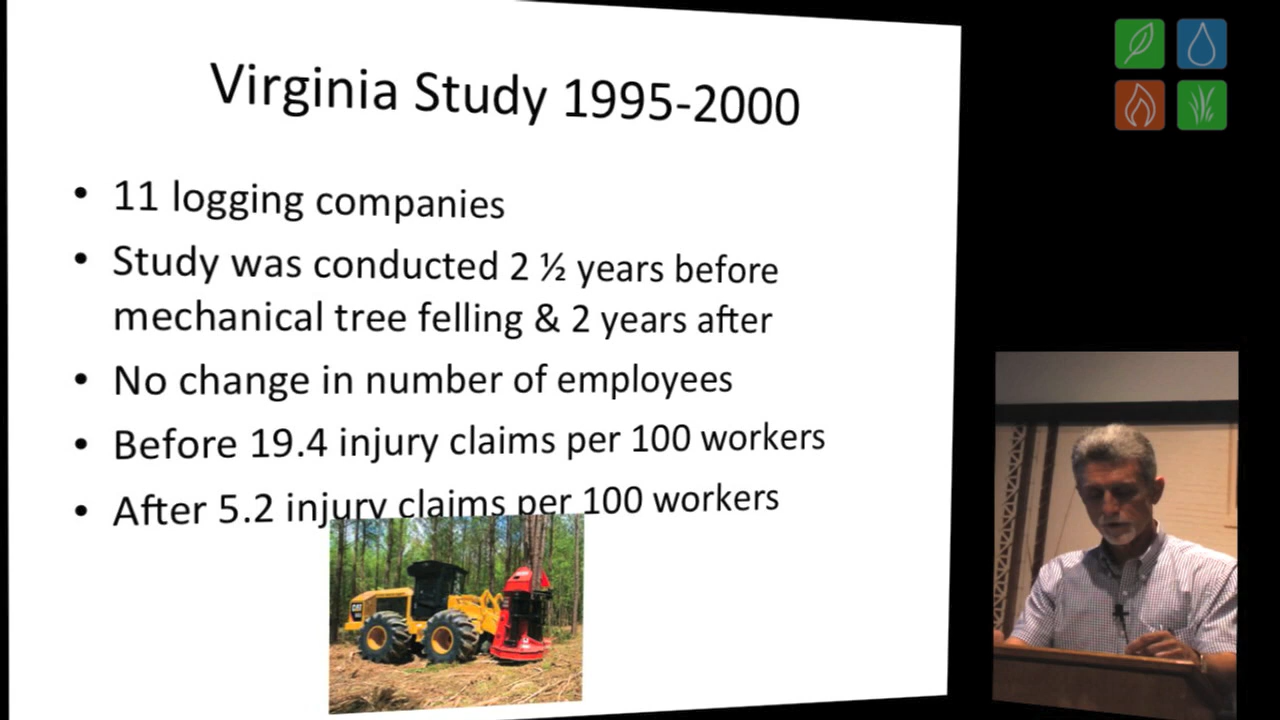 Virginia Study 1995-2000
• 11 logging companies
• Study was conducted 2 ½ years before
mechanical tree felling & 2 years after
• No change in number of employees
• Before 19.4 injury claims per 100 workers
• After 5.2 injury claims per 100 workers
CAT